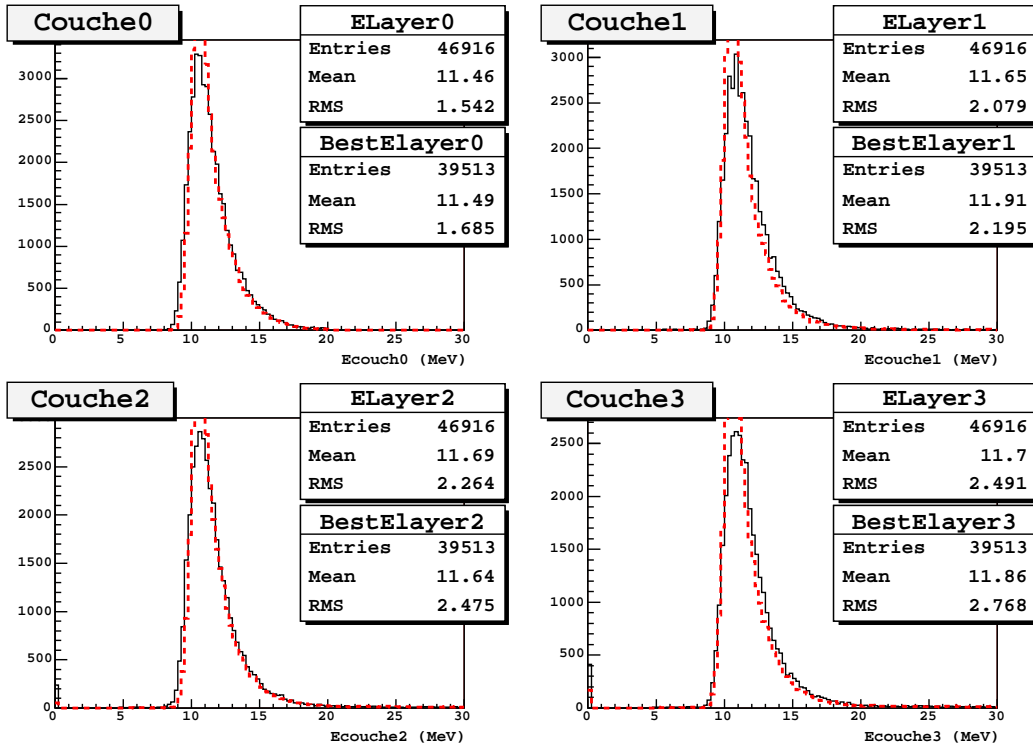 Couche0
ELayer0
Entries 46916
Mean 11.46
RMS 1.542
BestElayer0
Entries 39513
Mean 11.49
RMS 1.685
3000
2500
2000
1500
1000
500
0
0 5 10 15 20 25 30
Ecouch0 (MeV)
Couche1
ELayer1
Entries 46916
Mean 11.65
RMS 2.079
BestElayer1
Entries 39513
Mean 11.91
RMS 2.195
3000
2500
2000
1500
1000
500
0
0 5 10 15 20 25 30
Ecouche1 (MeV)
Couche2
ELayer2
Entries 46916
Mean 11.69
RMS 2.264
BestElayer2
Entries 39513
Mean 11.64
RMS 2.475
2500
2000
1500
1000
500
0
0 5 10 15 20 25 30
Ecouche2 (MeV)
Couche3
ELayer3
Entries 46916
Mean 11.7
RMS 2.491
BestElayer3
Entries 39513
Mean 11.86
RMS 2.768
2500
2000
1500
1000
500
0
0 5 10 15 20 25 30
Ecouche3 (MeV)